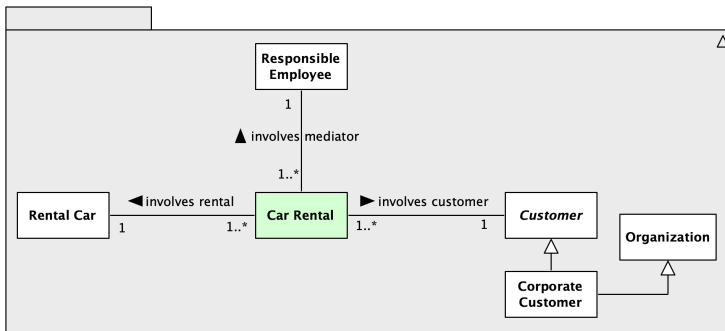 Responsible
Employee
1
involves mediator
1..*
Rental Car
involves rental
1
1..*
Car Rental
involves customer
1..*
1
Customer
Organization
Corporate
Customer